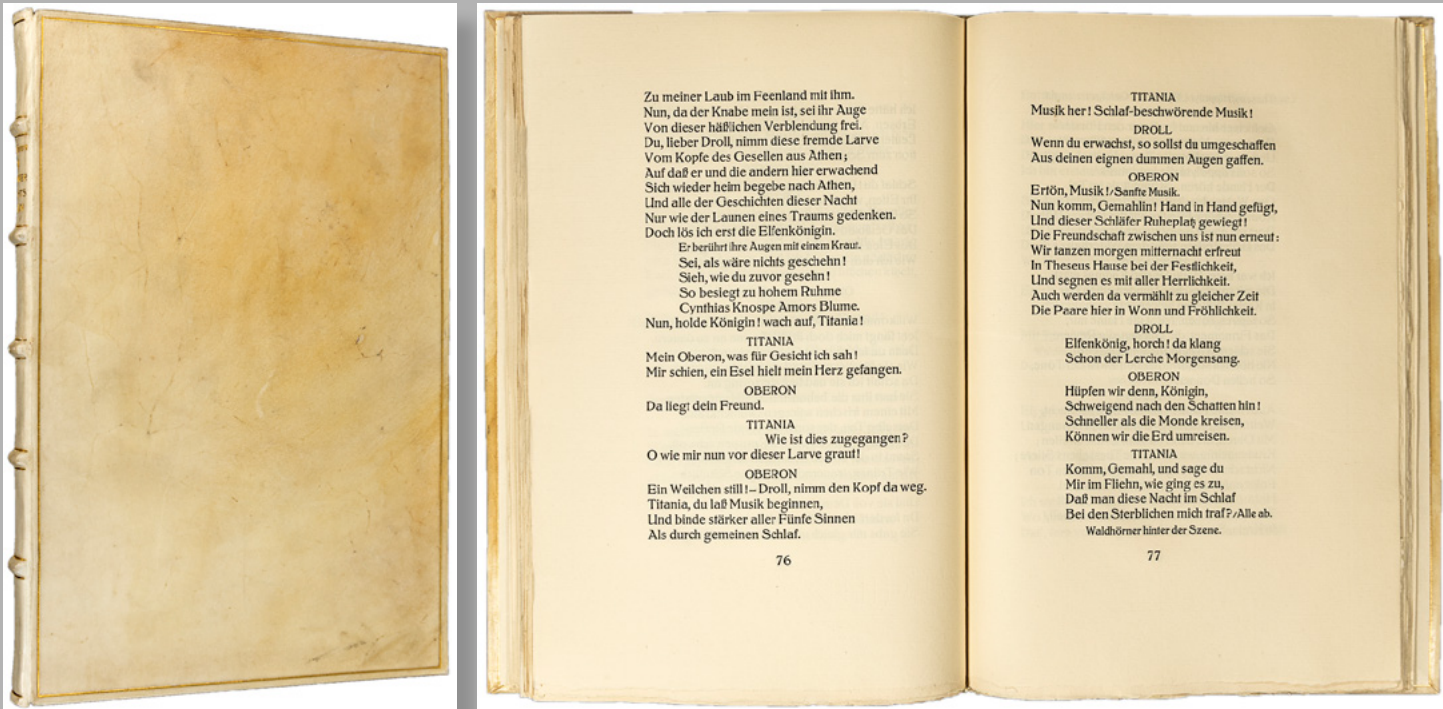 Zu meiner Laub im Feenland mit ihm.
Nun, da der Knabe mein ist, sei ihr Auge
Von dieser häßlichen Verblendung frei.
Du, lieber Droll, nimm diese fremde Larve
Vom Kopfe des Gesellen aus Athen;
Auf daß er und die andern hier erwachend
Sich wieder heim begebe nach Athen,
Und alle der Geschichten dieser Nacht
Nur wie der Launen eines Traums gedenken.
Doch lös ich erst die Elfenkönigin.
Er berührt ihre Augen mit einem Kraut.
Sei, als wäre nichts geschehn!
Sieh, wie du zuvor gesehn!
So besiegt zu hohem Ruhme
Cynthias Knospe Amors Blume.
Nun, holde Königin! wach auf, Titania!
TITANIA
Mein Oberon, was für Gesicht ich sah!
Mir schien, ein Esel hielt mein Herz gefangen.
OBERON
Da liegt dein Freund.
TITANIA
Wie ist dies zugegangen?
O wie mir nun vor dieser Larve graut!
OBERON
Ein Weilchen still! – Droll, nimm den Kopf da weg.
Titania, du laß Musik beginnen,
Und binde stärker aller Fünfe Sinnen
Als durch gemeinen Schlaf.
76
TITANIA
Musik her! Schlaf-beschwörende Musik!
DROLL
Wenn du erwachst, so sollst du umgeschaffen
Aus deinen eignen dummen Augen gaffen.
OBERON
Ertön, Musik! / Sanfte Musik.
Nun komm, Gemahlin! Hand in Hand gefügt,
Und dieser Schläfer Ruheplatz gewiegt!
Die Freundschaft zwischen uns ist nun erneut:
Wir tanzen morgen mitternacht erfreut
In Theseus Hause bei der Festlichkeit,
Und segnen es mit aller Herrlichkeit.
Auch werden da vermählt zu gleicher Zeit
Die Paare hier in Wonn und Fröhlichkeit.
DROLL
Elfenkönig, horch! da klang
Schon der Lerche Morgensang.
OBERON
Hüpfen wir denn, Königin,
Schweigend nach den Schatten hin!
Schneller als die Monde kreisen,
Können wir die Erd umreisen.
TITANIA
Komm, Gemahl, und sage du
Mir im Fliehn, wie ging es zu,
Daß man diese Nacht im Schlaf
Bei den Sterblichen mich traf? / Alle ab.
Waldhörner hinter der Szene.
77